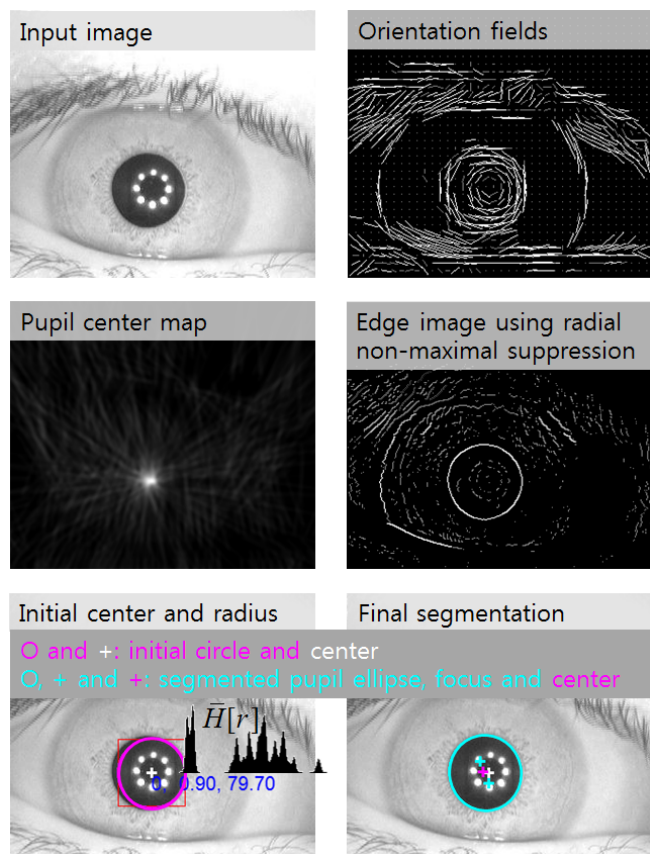 Input image
Orientation fields
Pupil center map
Edge image using radial
non-maximal suppression
Initial center and radius
Final segmentation
O and +: initial circle and center
O, + and +: segmented pupil ellipse, focus and center
H̄[r]
0, 0.90, 79.70